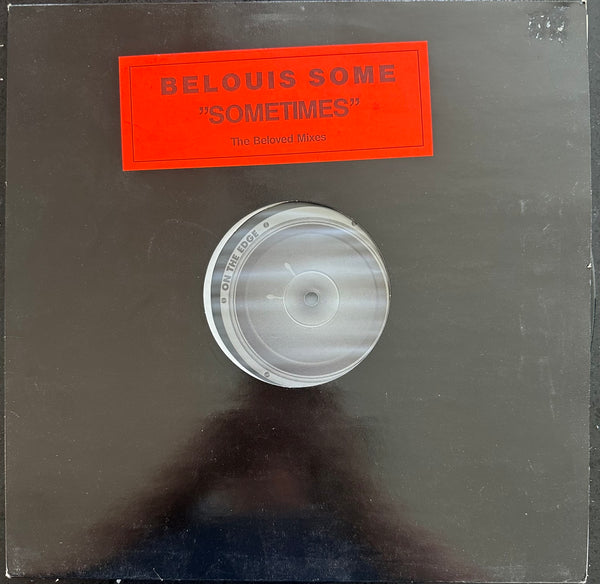 BELOUIS SOME
"SOMETIMES"
The Beloved Mixes
ON THE EDGE